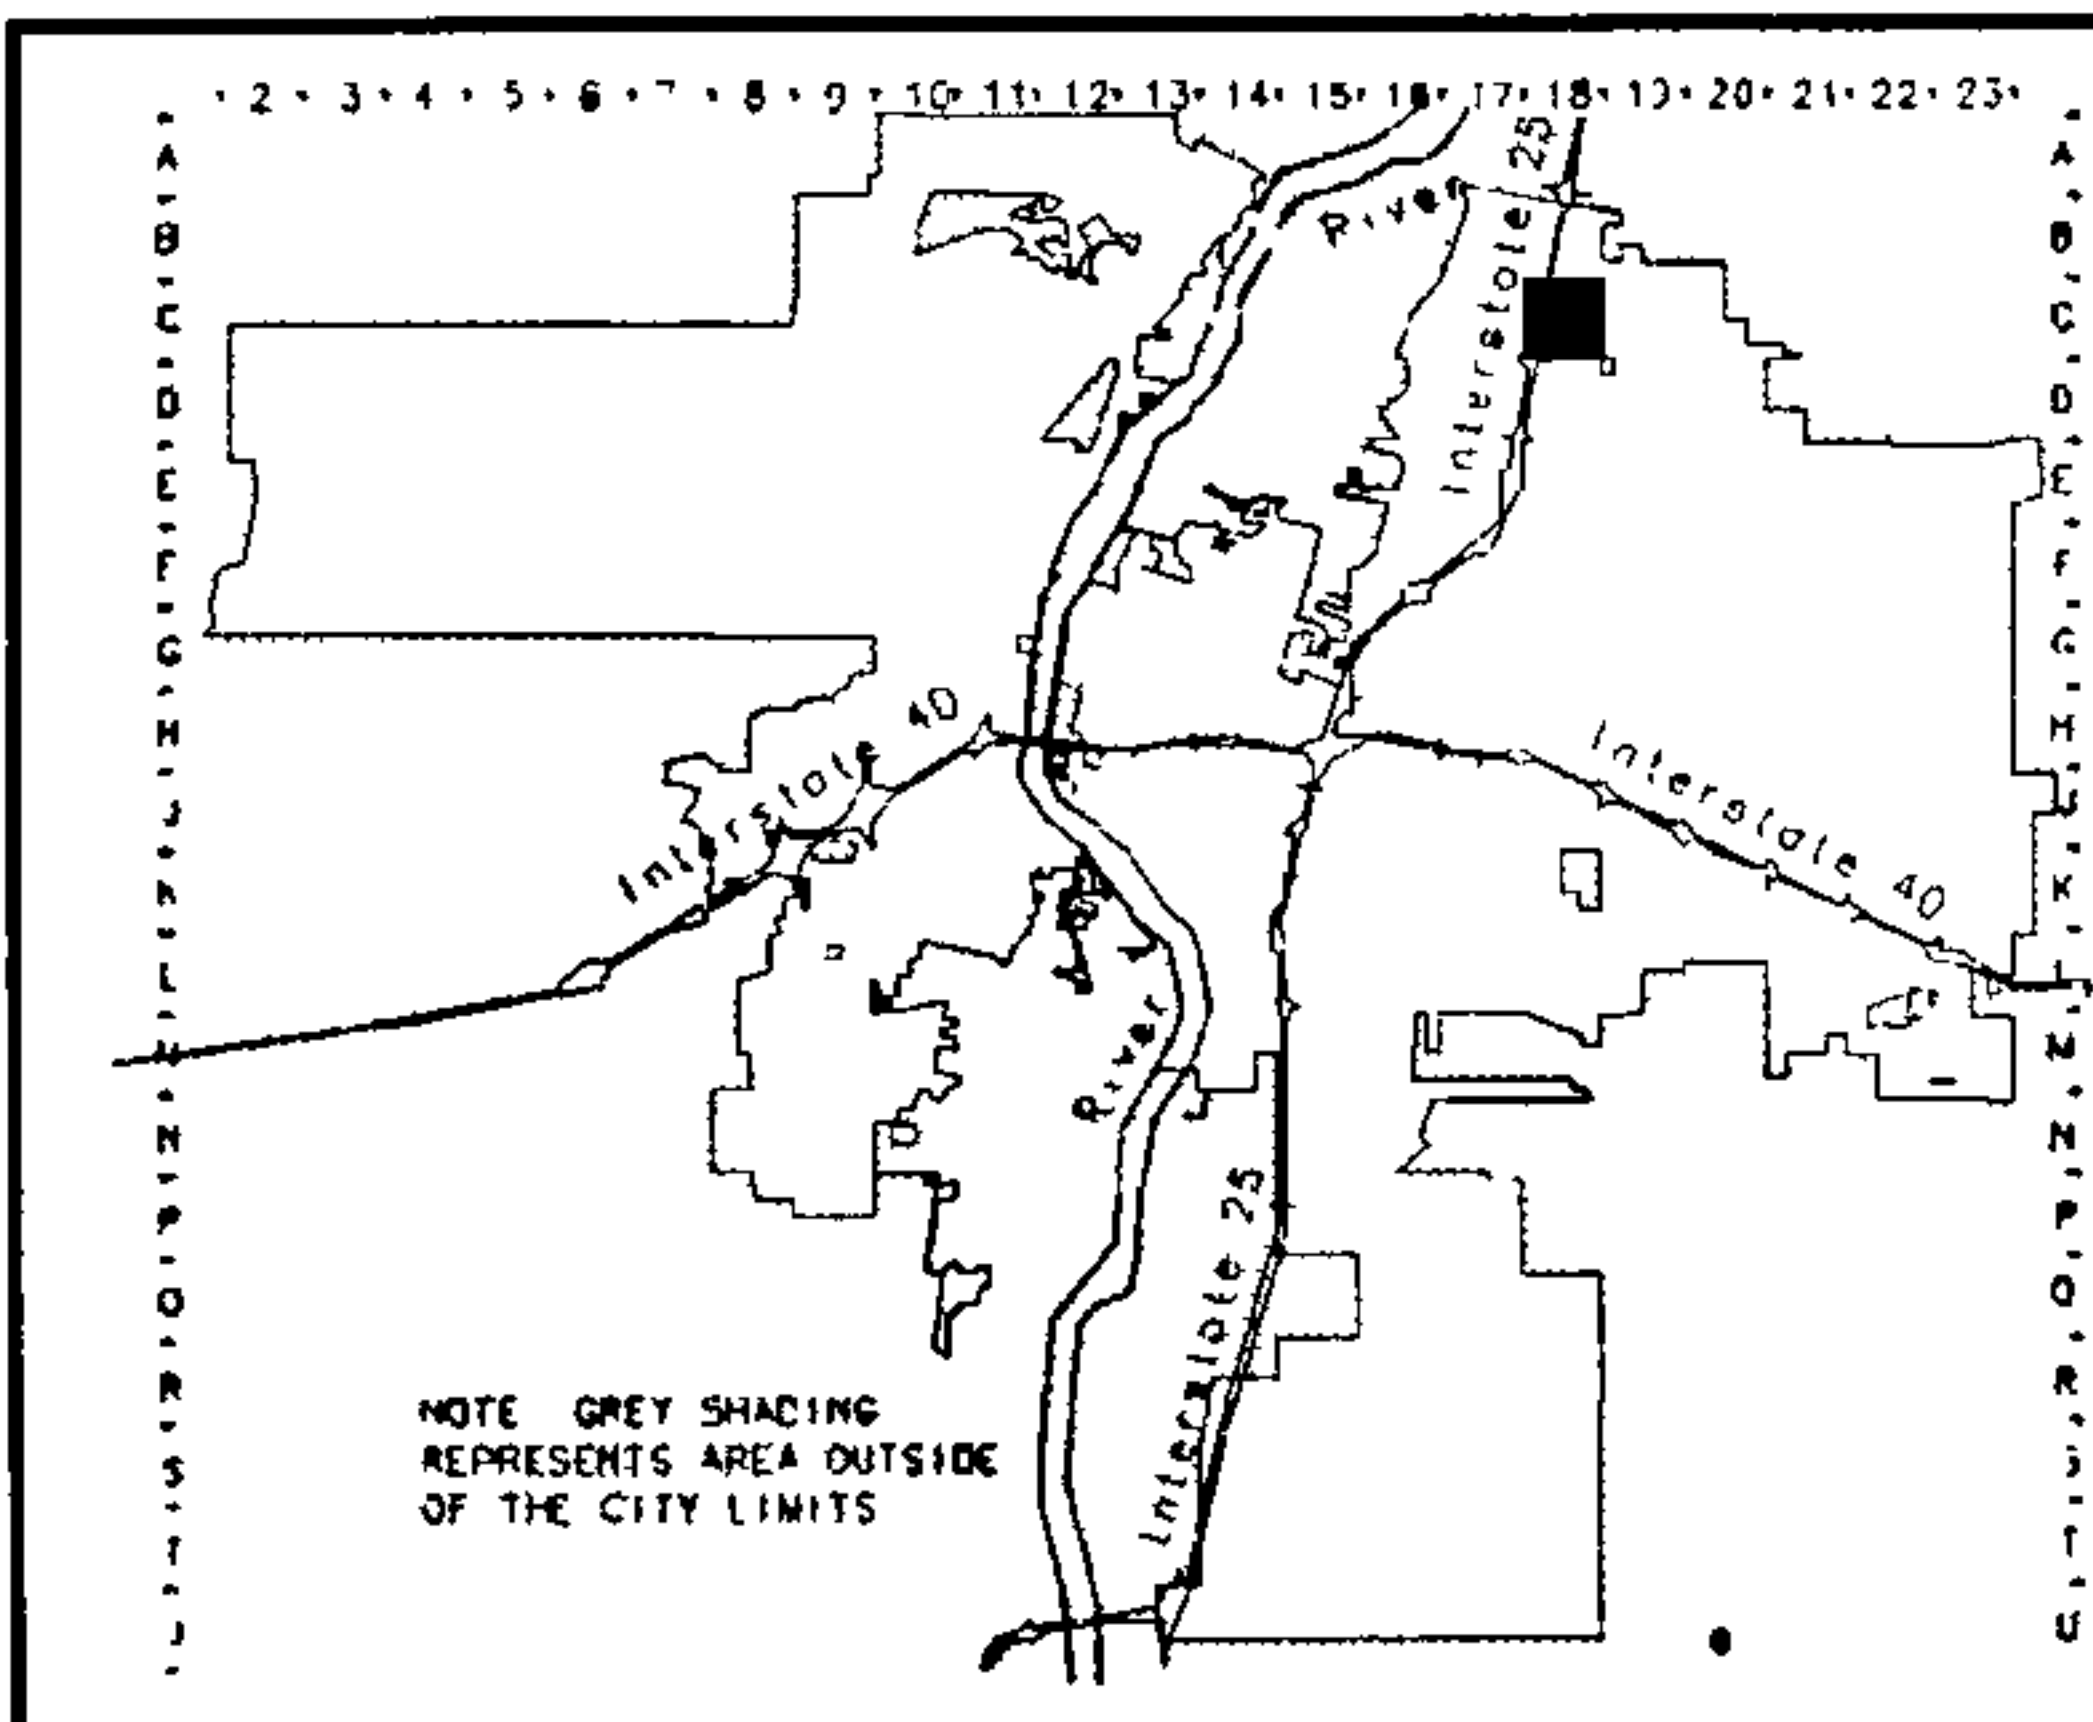 2 3 4 5 6 7 8 9 10 11 12 13 14 15 16 17 18 19 20 21 22 23
A A
B B
C C
D D
E E
F F
G G
H H
J J
K K
L L
M M
N N
P P
Q Q
R R
S S
T T
U U
River
Interstate 25
Interstate 40
Interstate 40
River
Interstate 25
NOTE GREY SHADING
REPRESENTS AREA OUTSIDE
OF THE CITY LIMITS